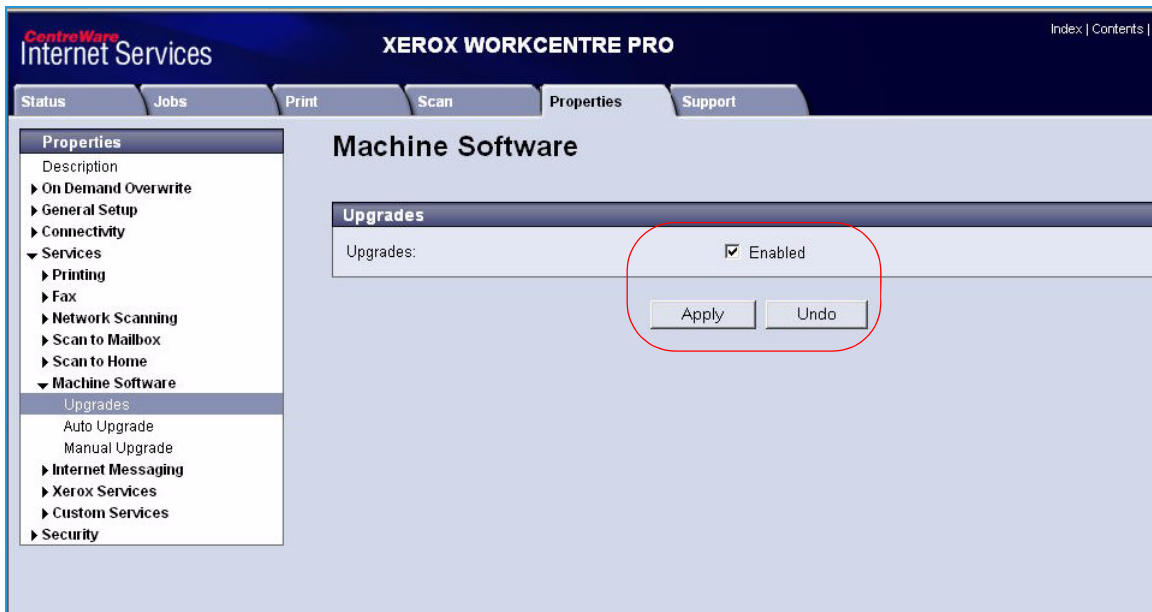 CentreWare
Internet Services
XEROX WORKCENTRE PRO
Index | Contents |
Status Jobs Print Scan Properties Support
Properties
Description
On Demand Overwrite
General Setup
Connectivity
Services
Printing
Fax
Network Scanning
Scan to Mailbox
Scan to Home
Machine Software
Upgrades
Auto Upgrade
Manual Upgrade
Internet Messaging
Xerox Services
Custom Services
Security
Machine Software
Upgrades
Upgrades: Enabled
Apply Undo